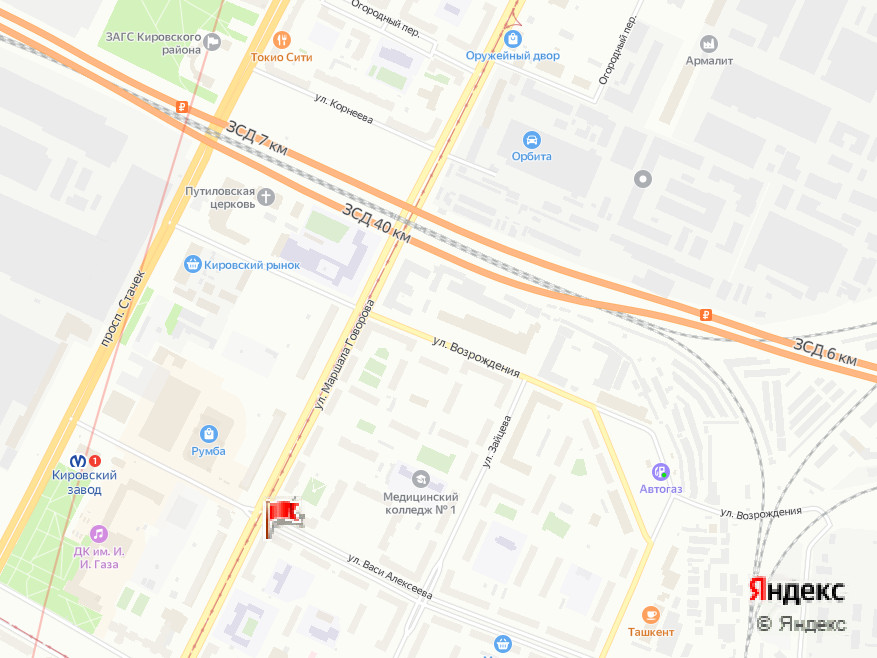 Огородный пер.
ЗАГС Кировского
района
Токио Сити
Оружейный двор
Огородный пер.
Армалит
ул. Корнеева
ЗСД 7 км
Орбита
Путиловская
церковь
ЗСД 40 км
Кировский рынок
просп. Стачек
ул. Маршала Говорова
ул. Возрождения
ЗСД 6 км
ул. Зайцева
Румба
1
Кировский
завод
Автогаз
Медицинский
колледж № 1
ул. Возрождения
ДК им. И.
И. Газа
ул. Васи Алексеева
Яндекс
© Яндекс
Ташкент